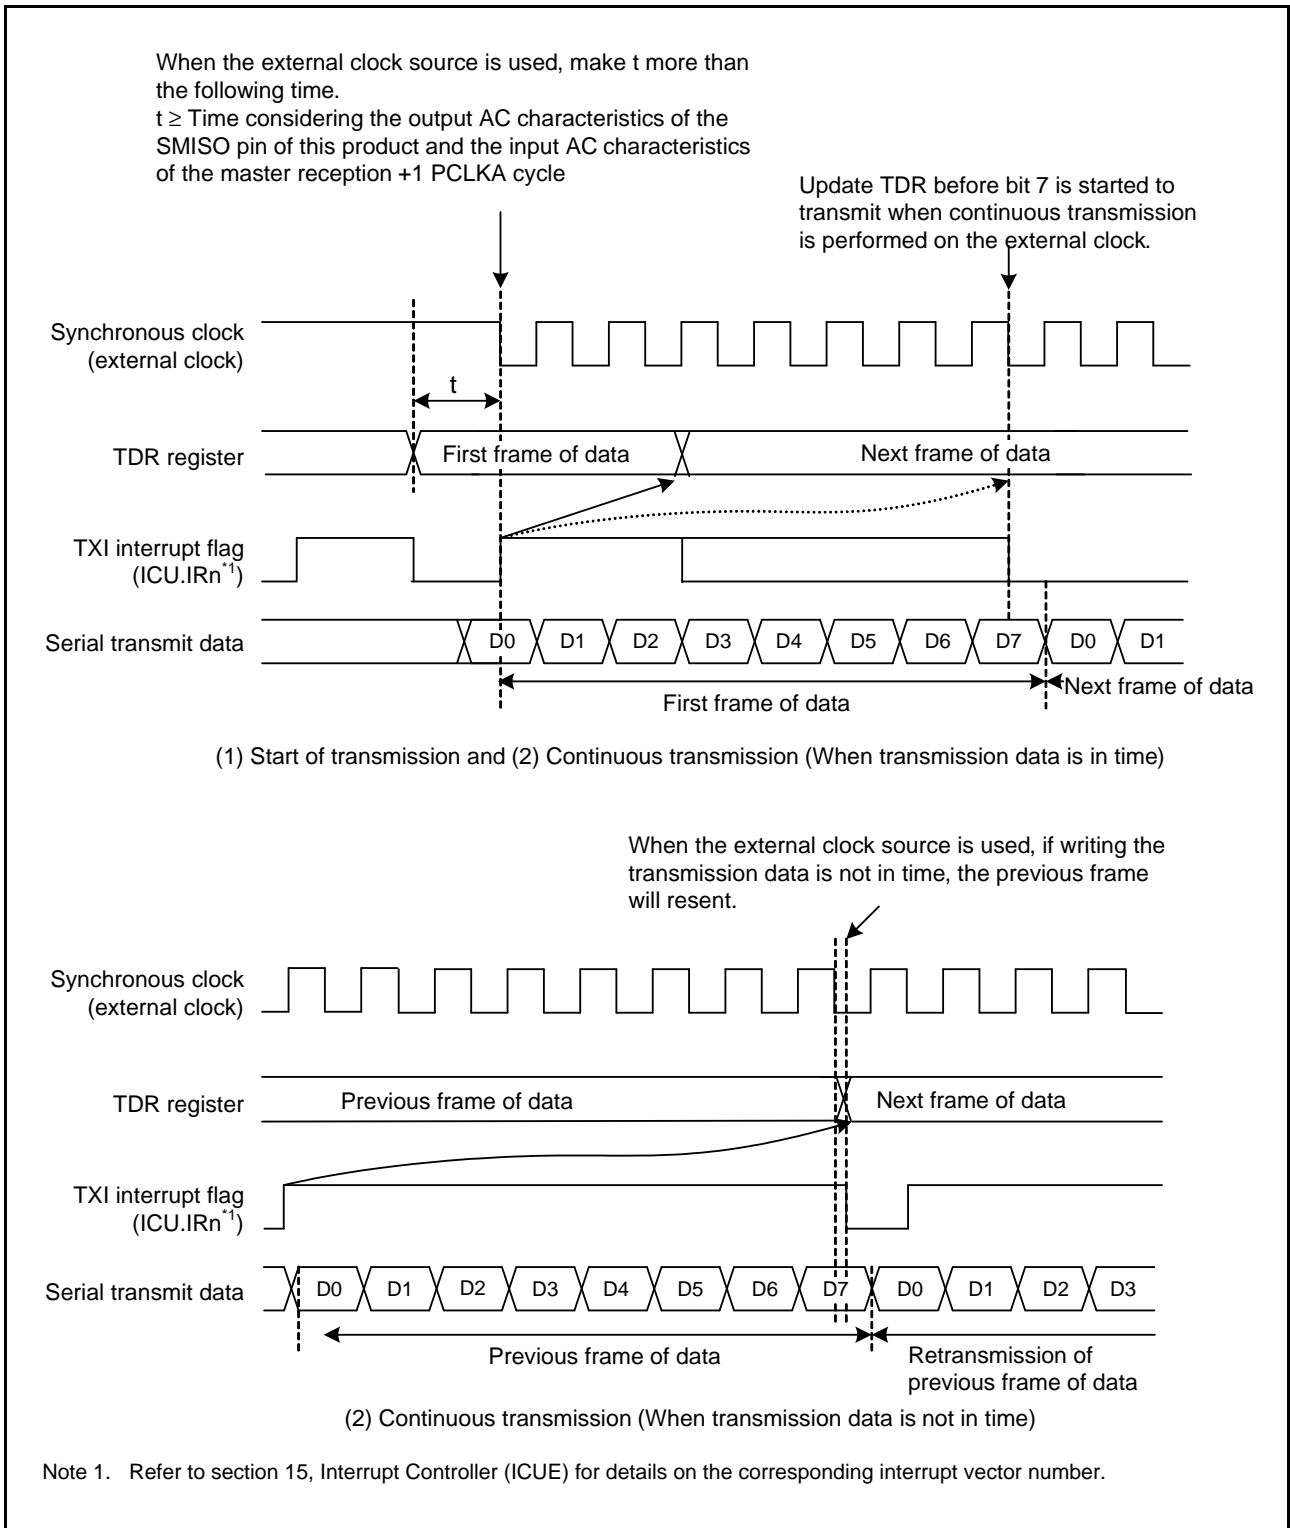 When the external clock source is used, make t more than
the following time.
t ≥ Time considering the output AC characteristics of the
SMISO pin of this product and the input AC characteristics
of the master reception +1 PCLKA cycle
Update TDR before bit 7 is started to
transmit when continuous transmission
is performed on the external clock.
Synchronous clock
(external clock)
t
TDR register
First frame of data
Next frame of data
TXI interrupt flag
(ICU.IRn*1)
Serial transmit data
D0 D1 D2 D3 D4 D5 D6 D7 D0 D1
First frame of data
Next frame of data
(1) Start of transmission and (2) Continuous transmission (When transmission data is in time)
When the external clock source is used, if writing the
transmission data is not in time, the previous frame
will resent.
Synchronous clock
(external clock)
TDR register
Previous frame of data
Next frame of data
TXI interrupt flag
(ICU.IRn*1)
Serial transmit data
D0 D1 D2 D3 D4 D5 D6 D7 D0 D1 D2 D3
Previous frame of data
Retransmission of
previous frame of data
(2) Continuous transmission (When transmission data is not in time)
Note 1. Refer to section 15, Interrupt Controller (ICUE) for details on the corresponding interrupt vector number.